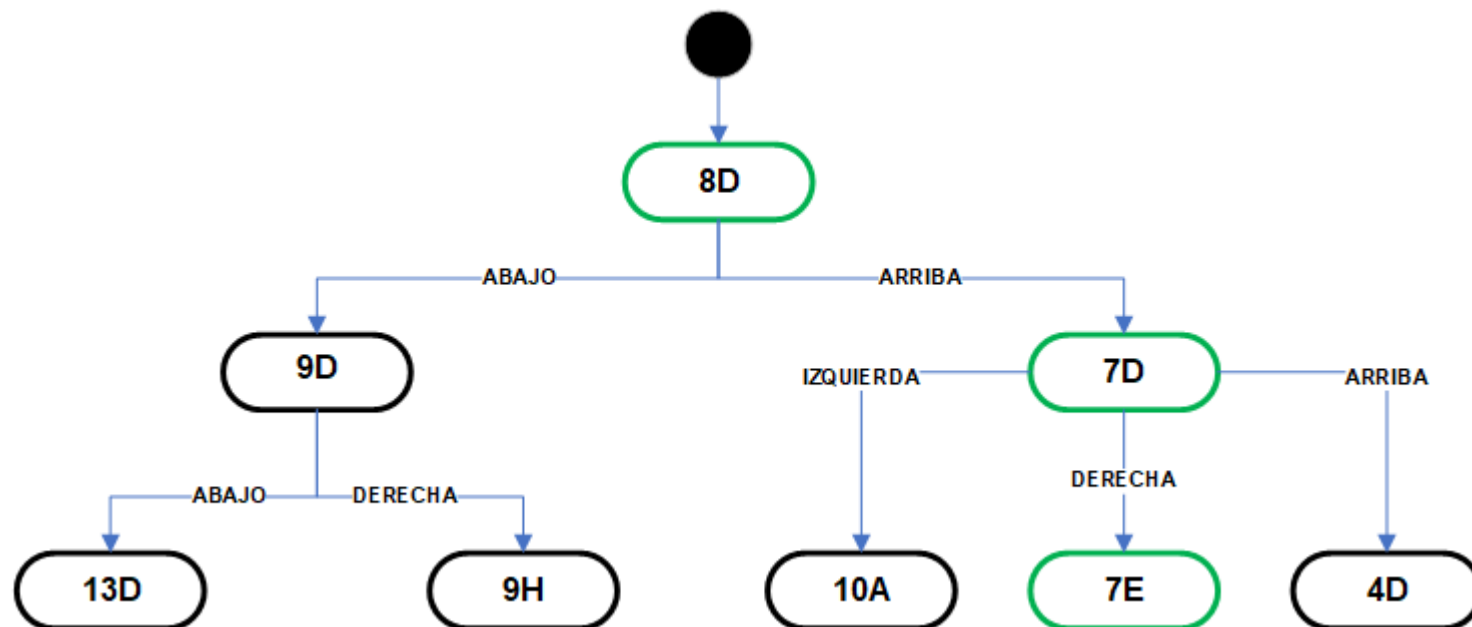 8D
ABAJO
ARRIBA
9D
7D
IZQUIERDA
ARRIBA
DERECHA
ABAJO
DERECHA
13D
9H
10A
7E
4D